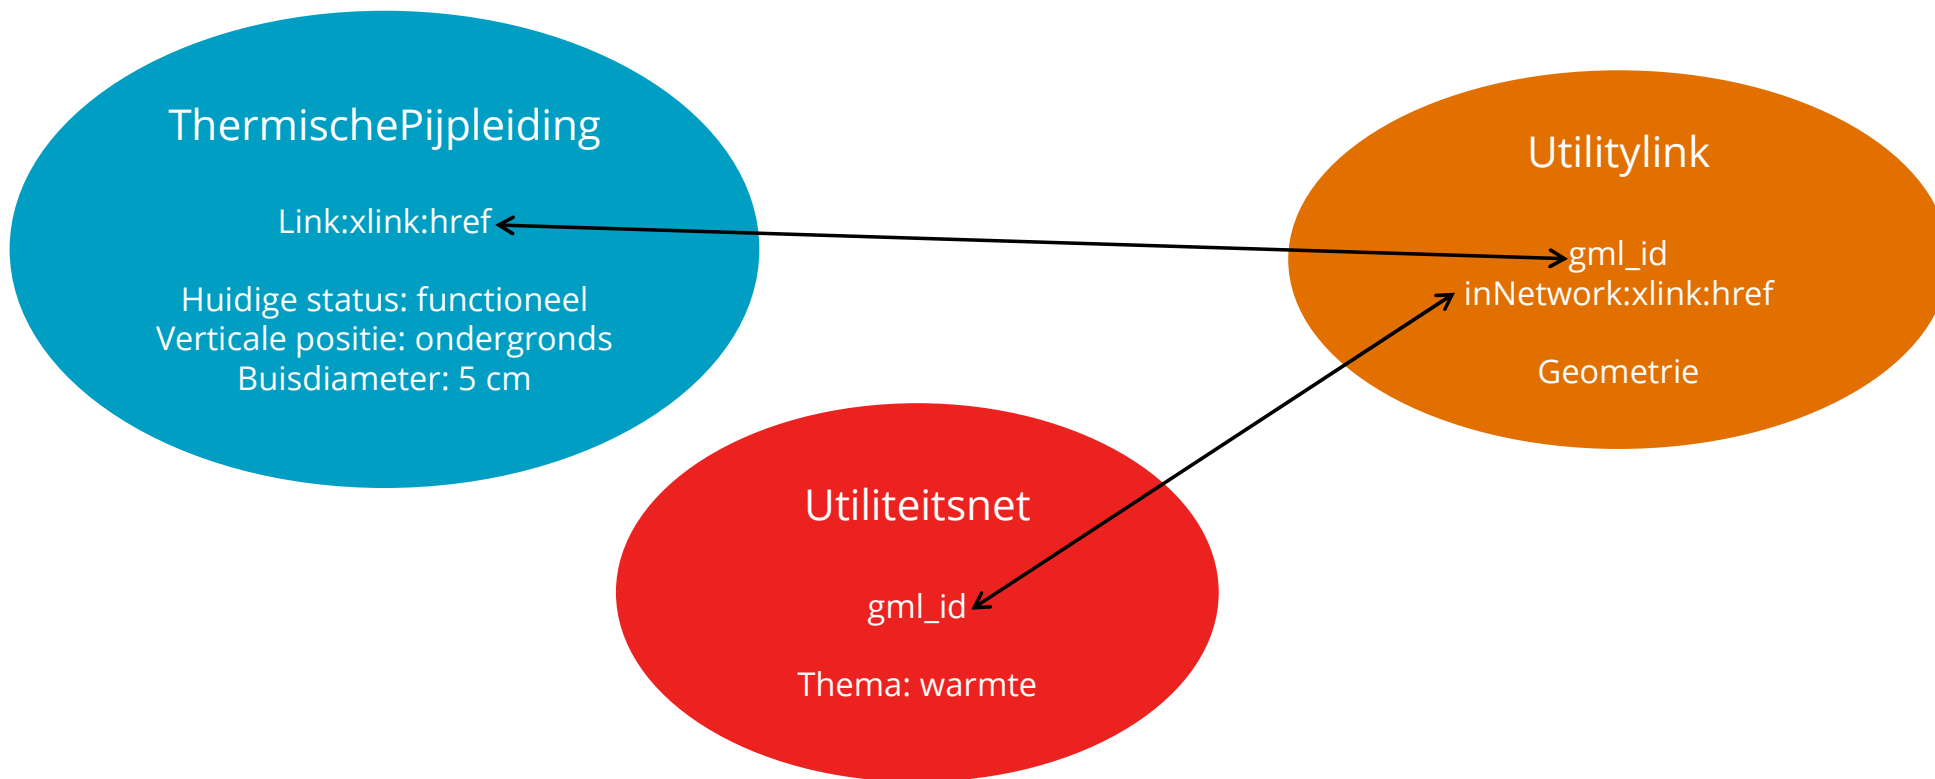 ThermischePijpleiding
Link:xlink:href
Huidige status: functioneel
Verticale positie: ondergronds
Buisdiameter: 5 cm
Utilitylink
gml_id
inNetwork:xlink:href
Geometrie
Utiliteitsnet
gml_id
Thema: warmte